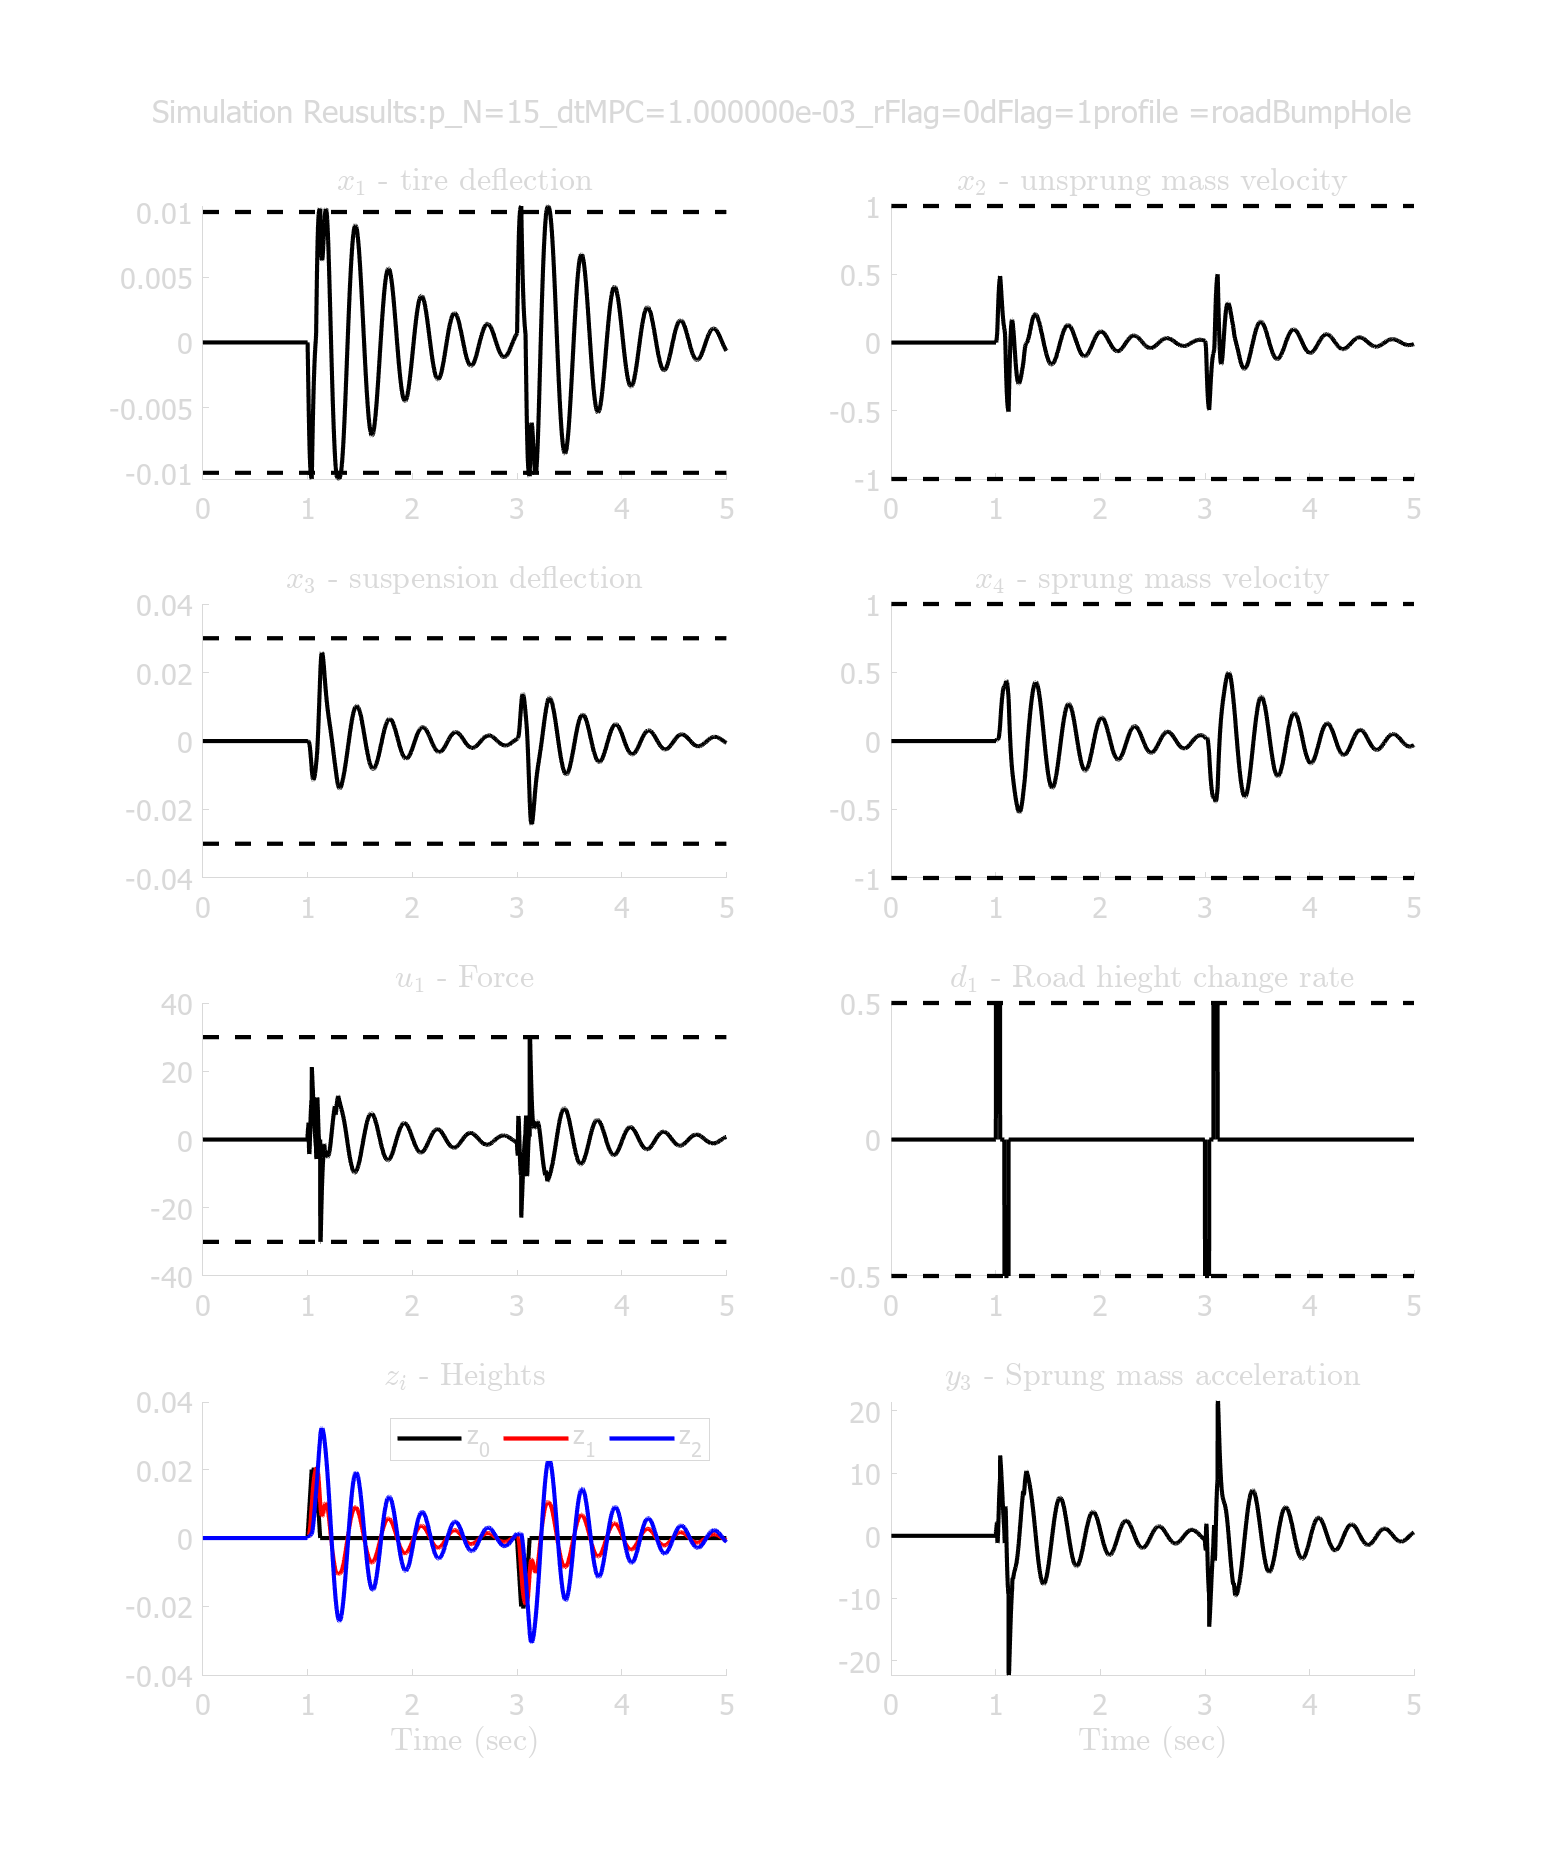 Simulation Reusults:p_N=15_dtMPC=1.000000e-03_rFlag=0dFlag=1profile =roadBumpHole
x₁ - tire deflection
0.01
0.005
0
-0.005
-0.01
0 1 2 3 4 5
x₂ - unsprung mass velocity
1
0.5
0
-0.5
-1
0 1 2 3 4 5
x₃ - suspension deflection
0.04
0.02
0
-0.02
-0.04
0 1 2 3 4 5
x₄ - sprung mass velocity
1
0.5
0
-0.5
-1
0 1 2 3 4 5
u₁ - Force
40
20
0
-20
-40
0 1 2 3 4 5
d₁ - Road hieght change rate
0.5
0
-0.5
0 1 2 3 4 5
zᵢ - Heights
z₀ z₁ z₂
0.04
0.02
0
-0.02
-0.04
0 1 2 3 4 5
Time (sec)
y₃ - Sprung mass acceleration
20
10
0
-10
-20
0 1 2 3 4 5
Time (sec)